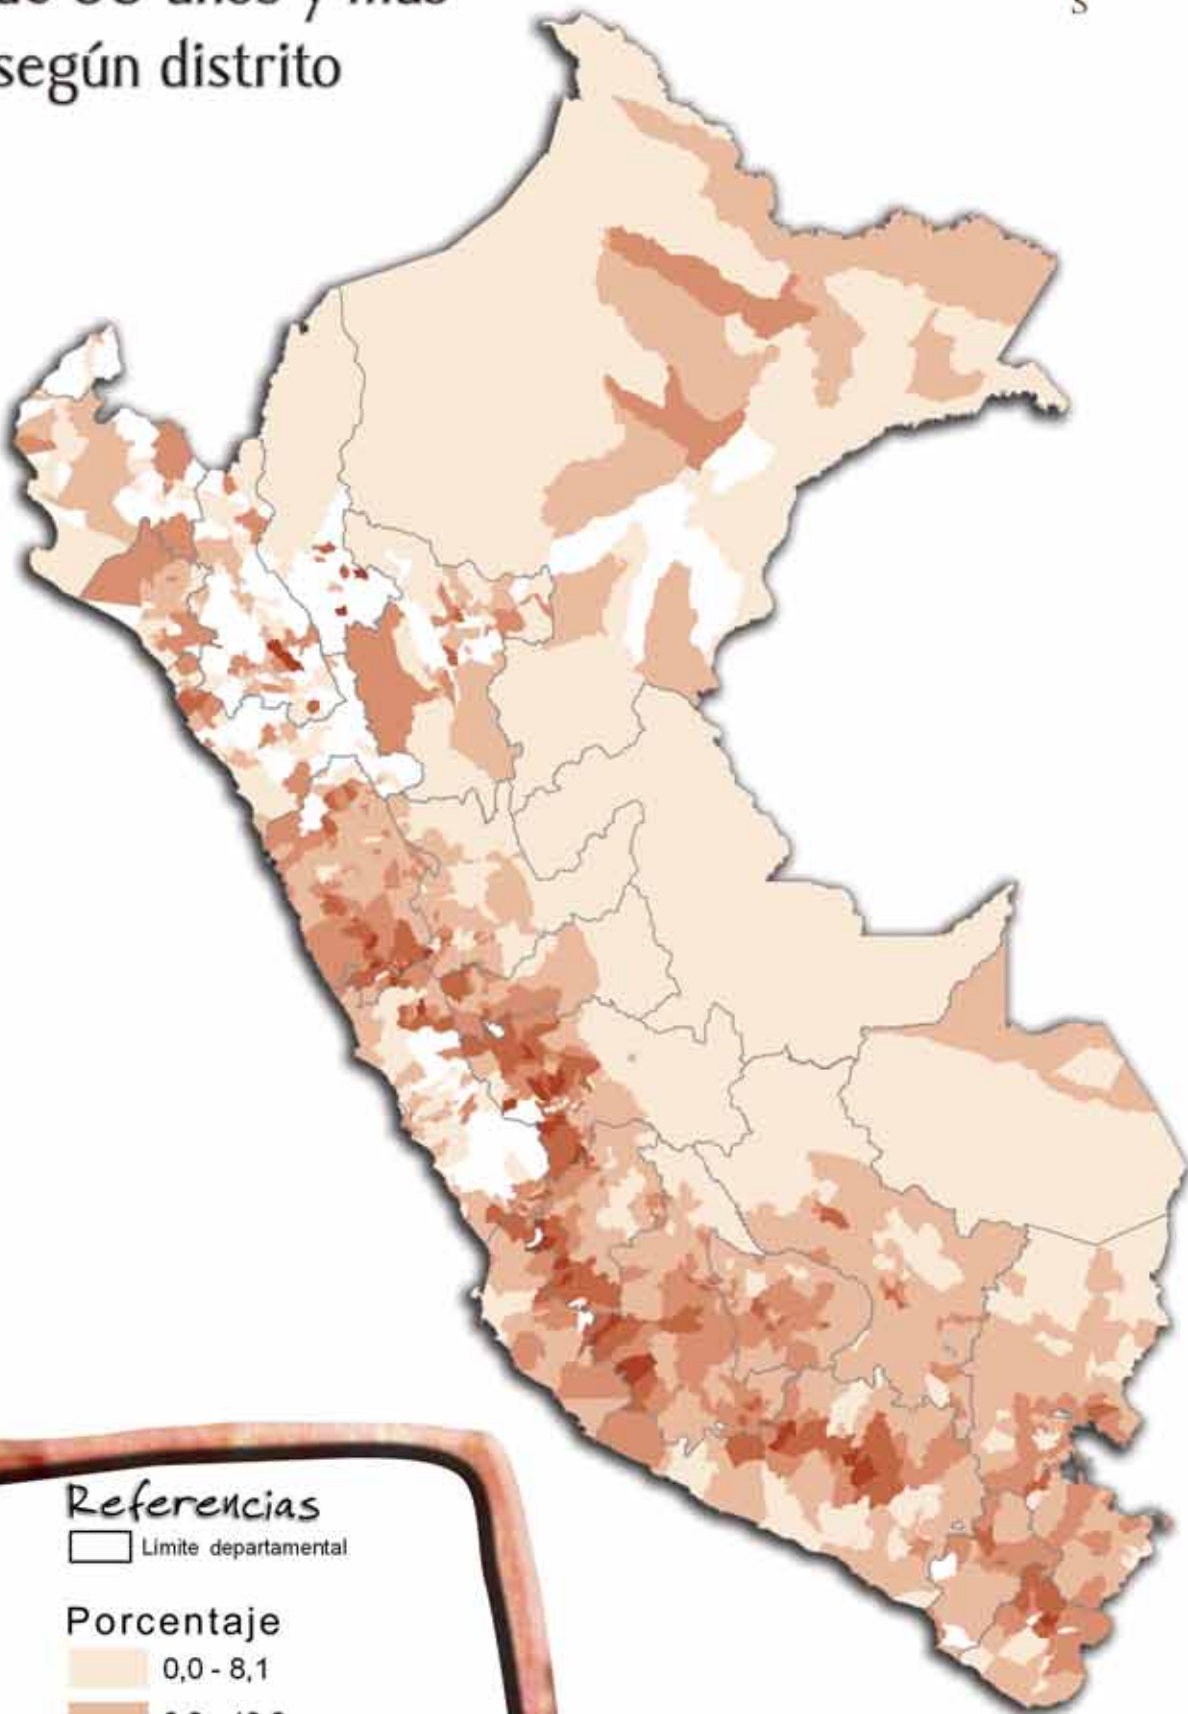 S
y
según distrito
Referencias
Límite departamental
Porcentaje
0,0 - 8,1